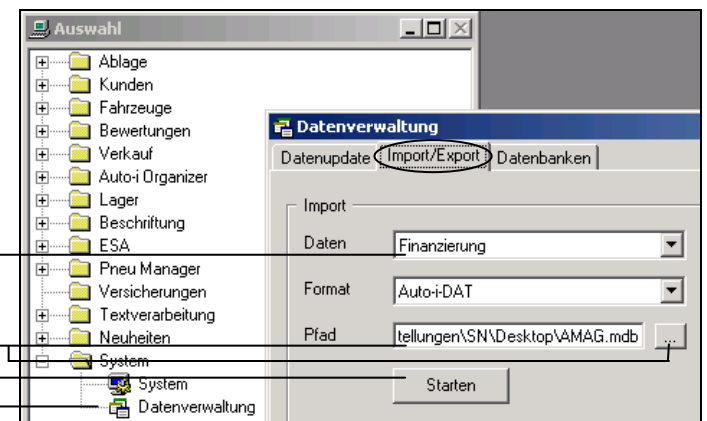 Auswahl
Ablage
Kunden
Fahrzeuge
Bewertungen
Verkauf
Auto-i Organizer
Lager
Beschriftung
ESA
Pneu Manager
Versicherungen
Textverarbeitung
Neuheiten
System
System
Datenverwaltung
Datenverwaltung
Datenupdate Import/Export Datenbanken
Import
Daten Finanzierung
Format Auto-i-DAT
Pfad tellungen\SN\Desktop\AMAG.mdb ...
Starten